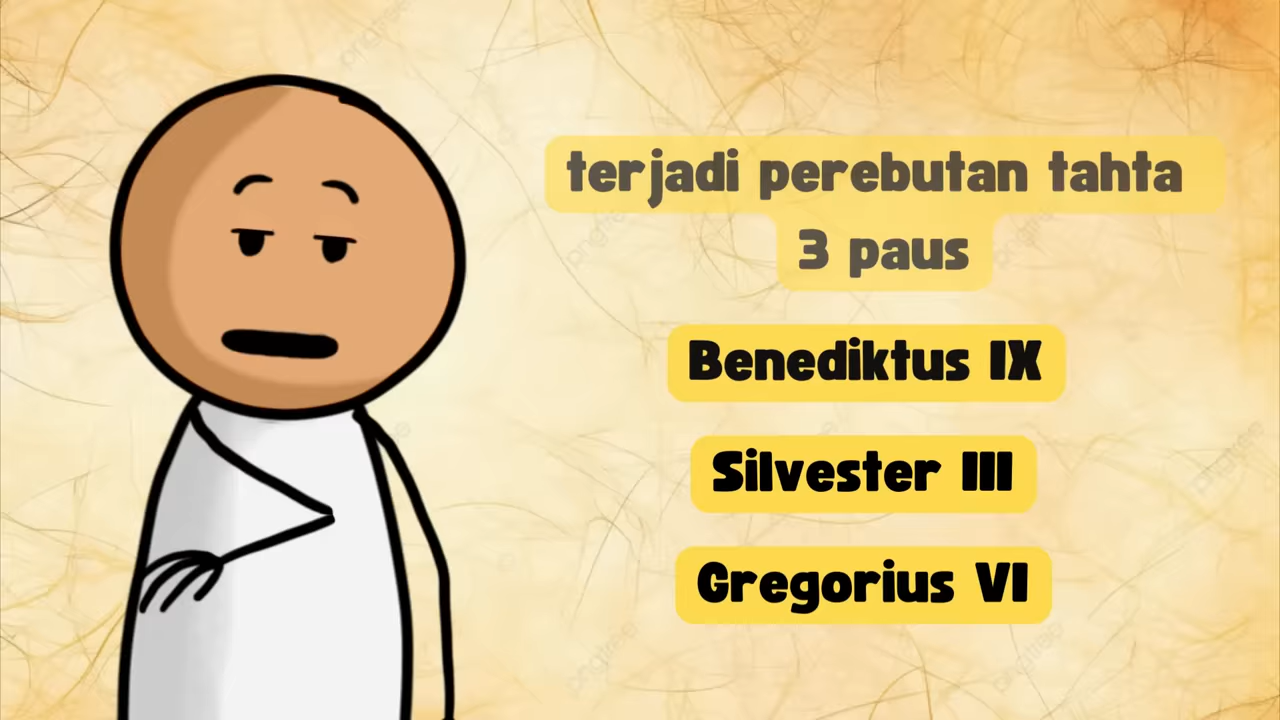 terjadi perebutan tahta
3 paus
Benediktus IX
Silvester III
Gregorius VI